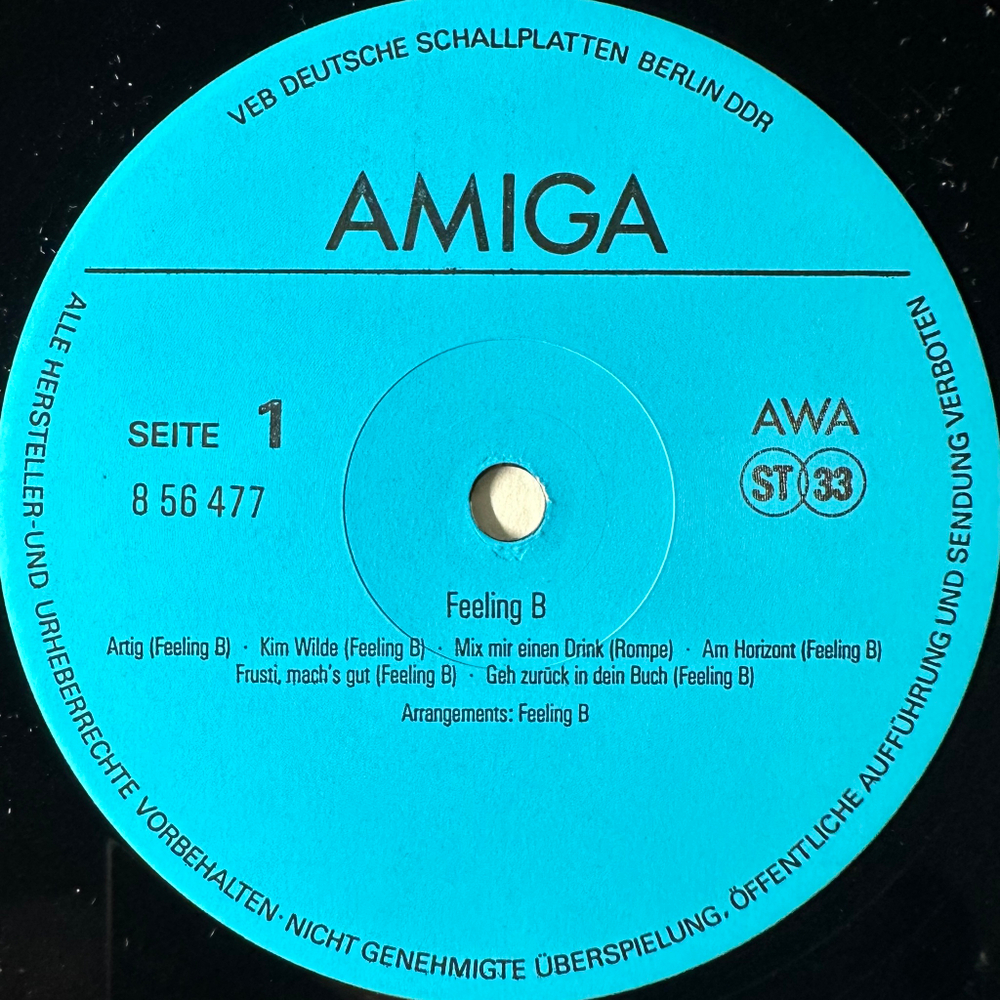 VEB DEUTSCHE SCHALLPLATTEN BERLIN DDR
AMIGA
SEITE 1
8 56 477
AWA
ST 33
Feeling B
Artig (Feeling B) · Kim Wilde (Feeling B) · Mix mir einen Drink (Rompe) · Am Horizont (Feeling B)
Frusti, mach's gut (Feeling B) · Geh zurück in dein Buch (Feeling B)
Arrangements: Feeling B
ALLE HERSTELLER-UND URHEBERRECHTE VORBEHALTEN · NICHT GENEHMIGTE ÜBERSPIELUNG, ÖFFENTLICHE AUFFÜHRUNG UND SENDUNG VERBOTEN